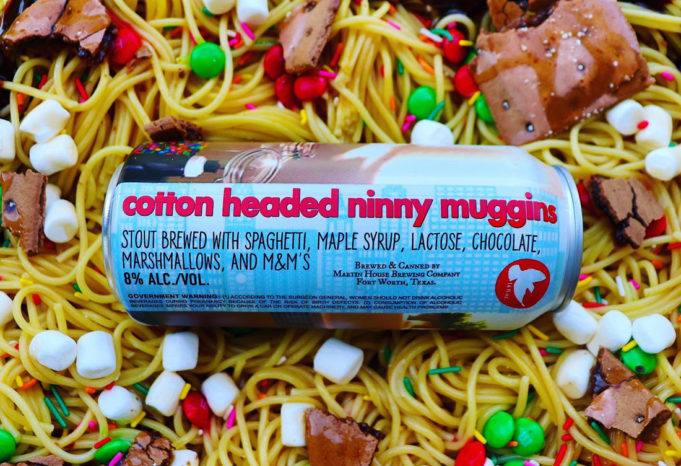 cotton headed ninny muggins
STOUT BREWED WITH SPAGHETTI, MAPLE SYRUP, LACTOSE, CHOCOLATE,
MARSHMALLOWS, AND M&M'S
8% ALC./VOL.
BREWED & CANNED BY
MARTIN HOUSE BREWING COMPANY
FORT WORTH, TEXAS.
GOVERNMENT WARNING: (1) ACCORDING TO THE SURGEON GENERAL, WOMEN SHOULD NOT DRINK ALCOHOLIC
BEVERAGES DURING PREGNANCY BECAUSE OF THE RISK OF BIRTH DEFECTS. (2) CONSUMPTION OF ALCOHOLIC
BEVERAGES IMPAIRS YOUR ABILITY TO DRIVE A CAR OR OPERATE MACHINERY, AND MAY CAUSE HEALTH PROBLEMS.